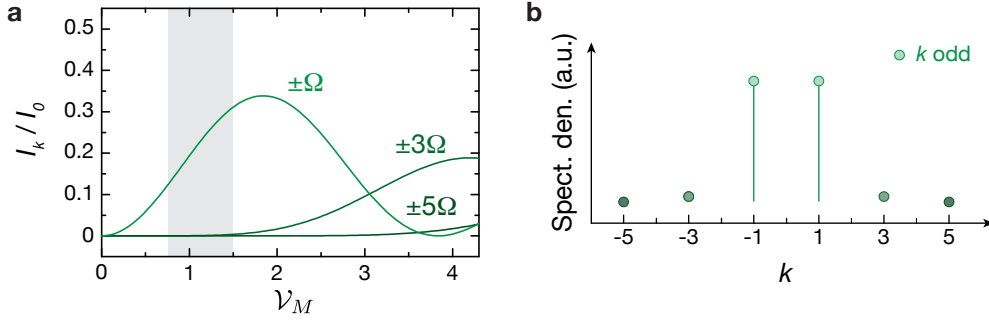 a
b
0.5
0.4
0.3
0.2
0.1
0
I_k / I_0
±Ω
±3Ω
±5Ω
0 1 2 3 4
𝒱_M
Spect. den. (a.u.)
k odd
-5 -3 -1 1 3 5
k